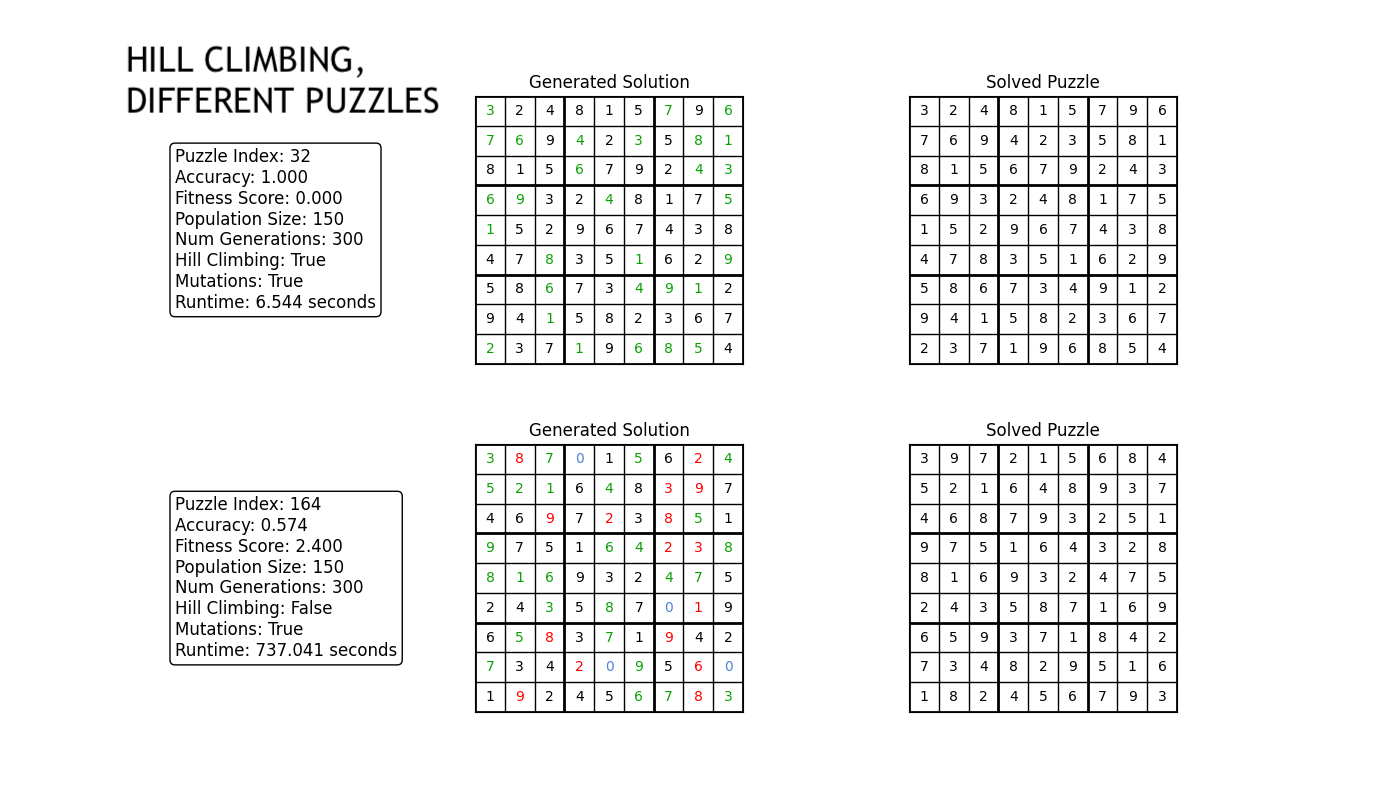 HILL CLIMBING,
DIFFERENT PUZZLES
Puzzle Index: 32
Accuracy: 1.000
Fitness Score: 0.000
Population Size: 150
Num Generations: 300
Hill Climbing: True
Mutations: True
Runtime: 6.544 seconds
Generated Solution
3 2 4 8 1 5 7 9 6
7 6 9 4 2 3 5 8 1
8 1 5 6 7 9 2 4 3
6 9 3 2 4 8 1 7 5
1 5 2 9 6 7 4 3 8
4 7 8 3 5 1 6 2 9
5 8 6 7 3 4 9 1 2
9 4 1 5 8 2 3 6 7
2 3 7 1 9 6 8 5 4
Solved Puzzle
3 2 4 8 1 5 7 9 6
7 6 9 4 2 3 5 8 1
8 1 5 6 7 9 2 4 3
6 9 3 2 4 8 1 7 5
1 5 2 9 6 7 4 3 8
4 7 8 3 5 1 6 2 9
5 8 6 7 3 4 9 1 2
9 4 1 5 8 2 3 6 7
2 3 7 1 9 6 8 5 4
Puzzle Index: 164
Accuracy: 0.574
Fitness Score: 2.400
Population Size: 150
Num Generations: 300
Hill Climbing: False
Mutations: True
Runtime: 737.041 seconds
Generated Solution
3 8 7 0 1 5 6 2 4
5 2 1 6 4 8 3 9 7
4 6 9 7 2 3 8 5 1
9 7 5 1 6 4 2 3 8
8 1 6 9 3 2 4 7 5
2 4 3 5 8 7 0 1 9
6 5 8 3 7 1 9 4 2
7 3 4 2 0 9 5 6 0
1 9 2 4 5 6 7 8 3
Solved Puzzle
3 9 7 2 1 5 6 8 4
5 2 1 6 4 8 9 3 7
4 6 8 7 9 3 2 5 1
9 7 5 1 6 4 3 2 8
8 1 6 9 3 2 4 7 5
2 4 3 5 8 7 1 6 9
6 5 9 3 7 1 8 4 2
7 3 4 8 2 9 5 1 6
1 8 2 4 5 6 7 9 3